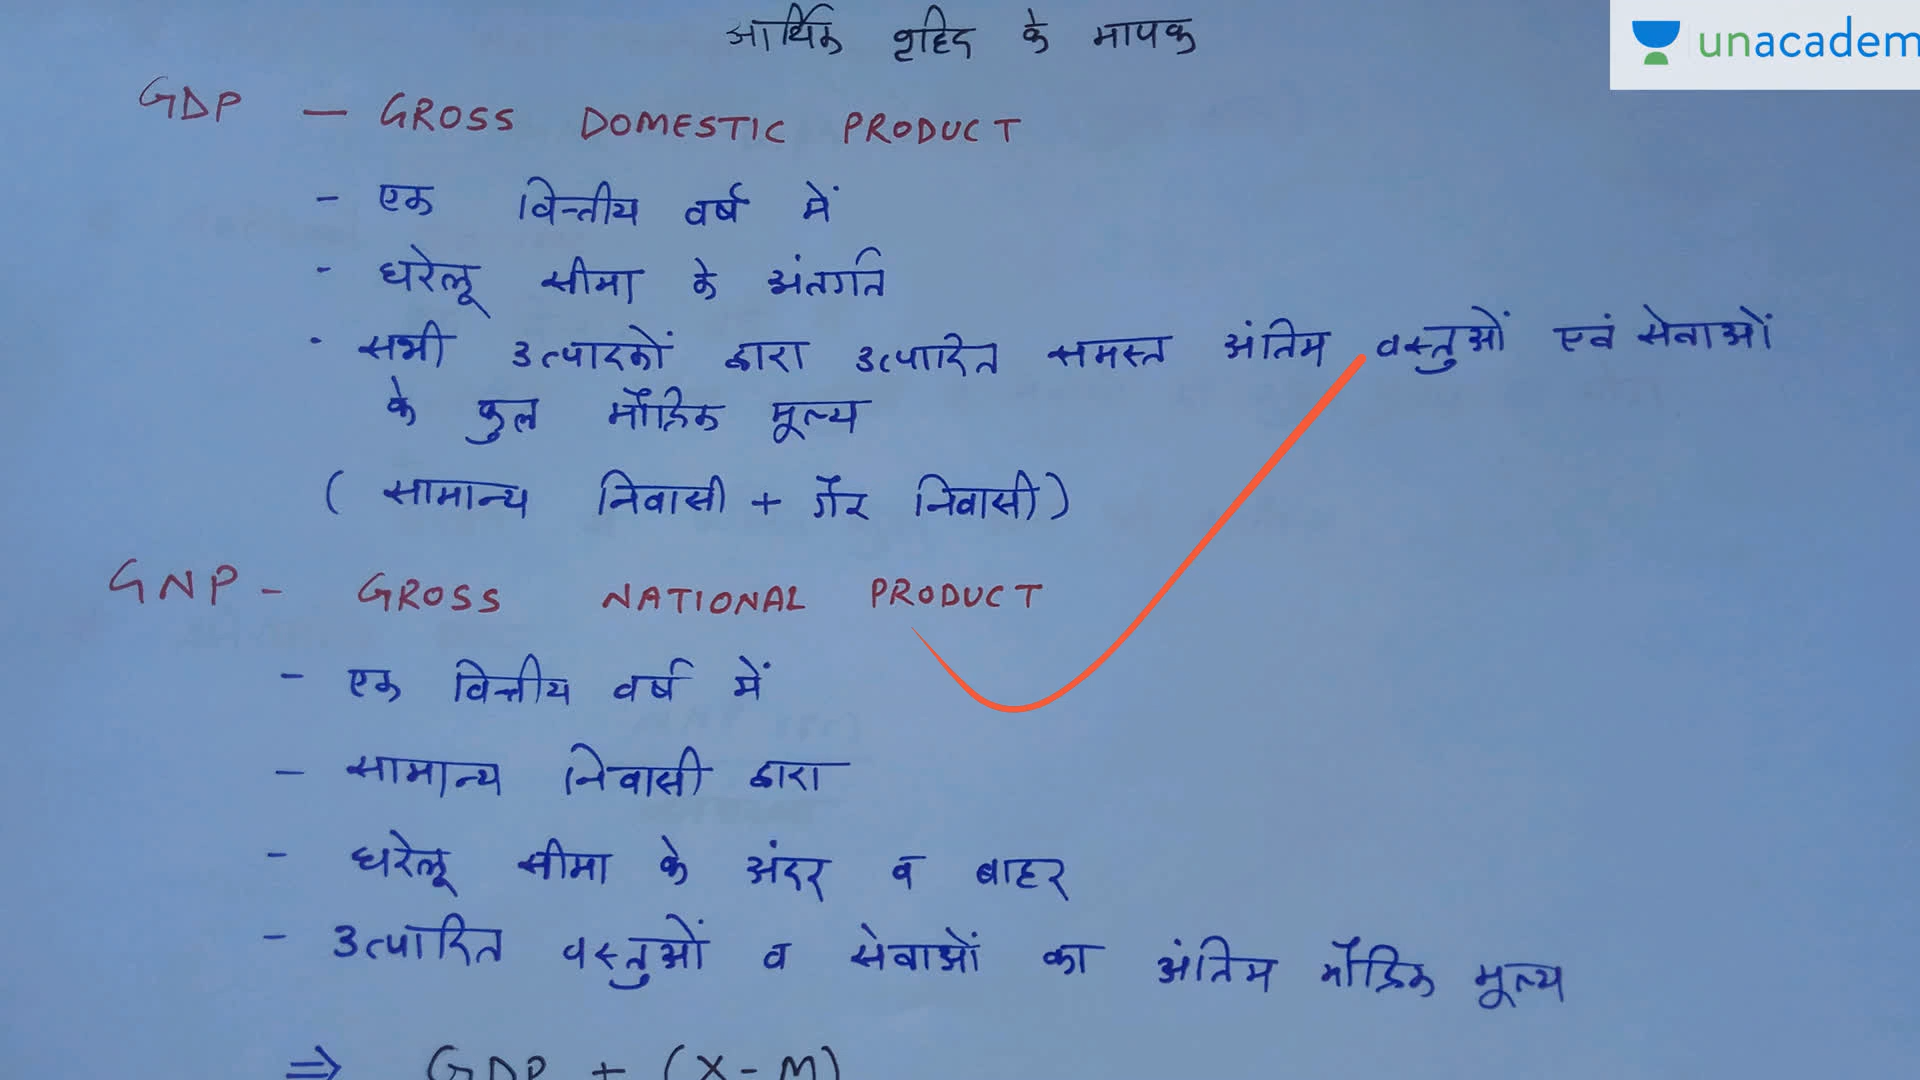 आर्थिक वृद्धि के मापक
unacadem
GDP — GROSS DOMESTIC PRODUCT
- एक वित्तीय वर्ष में
- घरेलू सीमा के अंतर्गत
· सभी उत्पादकों द्वारा उत्पादित समस्त अंतिम वस्तुओं एवं सेवाओं
के कुल मौद्रिक मूल्य
( सामान्य निवासी + गैर निवासी )
GNP - GROSS NATIONAL PRODUCT
- एक वित्तीय वर्ष में
- सामान्य निवासी द्वारा
- घरेलू सीमा के अंदर व बाहर
- उत्पादित वस्तुओं व सेवाओं का अंतिम मौद्रिक मूल्य
⇒ GDP + (X-M)